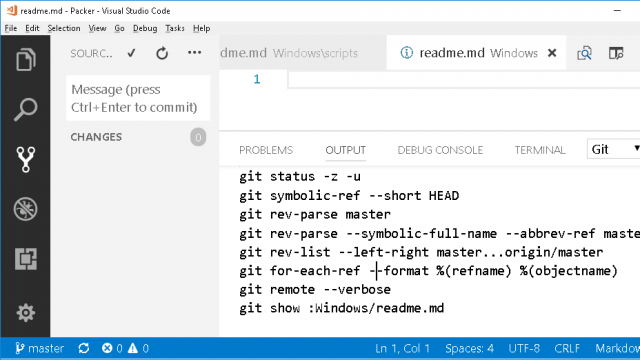 readme.md - Packer - Visual Studio Code
File Edit Selection View Go Debug Tasks Help
SOURC...
dme.md Windows\scripts
readme.md Windows
Message (press
Ctrl+Enter to commit)
1
CHANGES 0
PROBLEMS OUTPUT DEBUG CONSOLE TERMINAL Git
git status -z -u
git symbolic-ref --short HEAD
git rev-parse master
git rev-parse --symbolic-full-name --abbrev-ref maste
git rev-list --left-right master...origin/master
git for-each-ref --format %(refname) %(objectname)
git remote --verbose
git show :Windows/readme.md
master 0 0 Ln 1, Col 1 Spaces: 4 UTF-8 CRLF Markdow